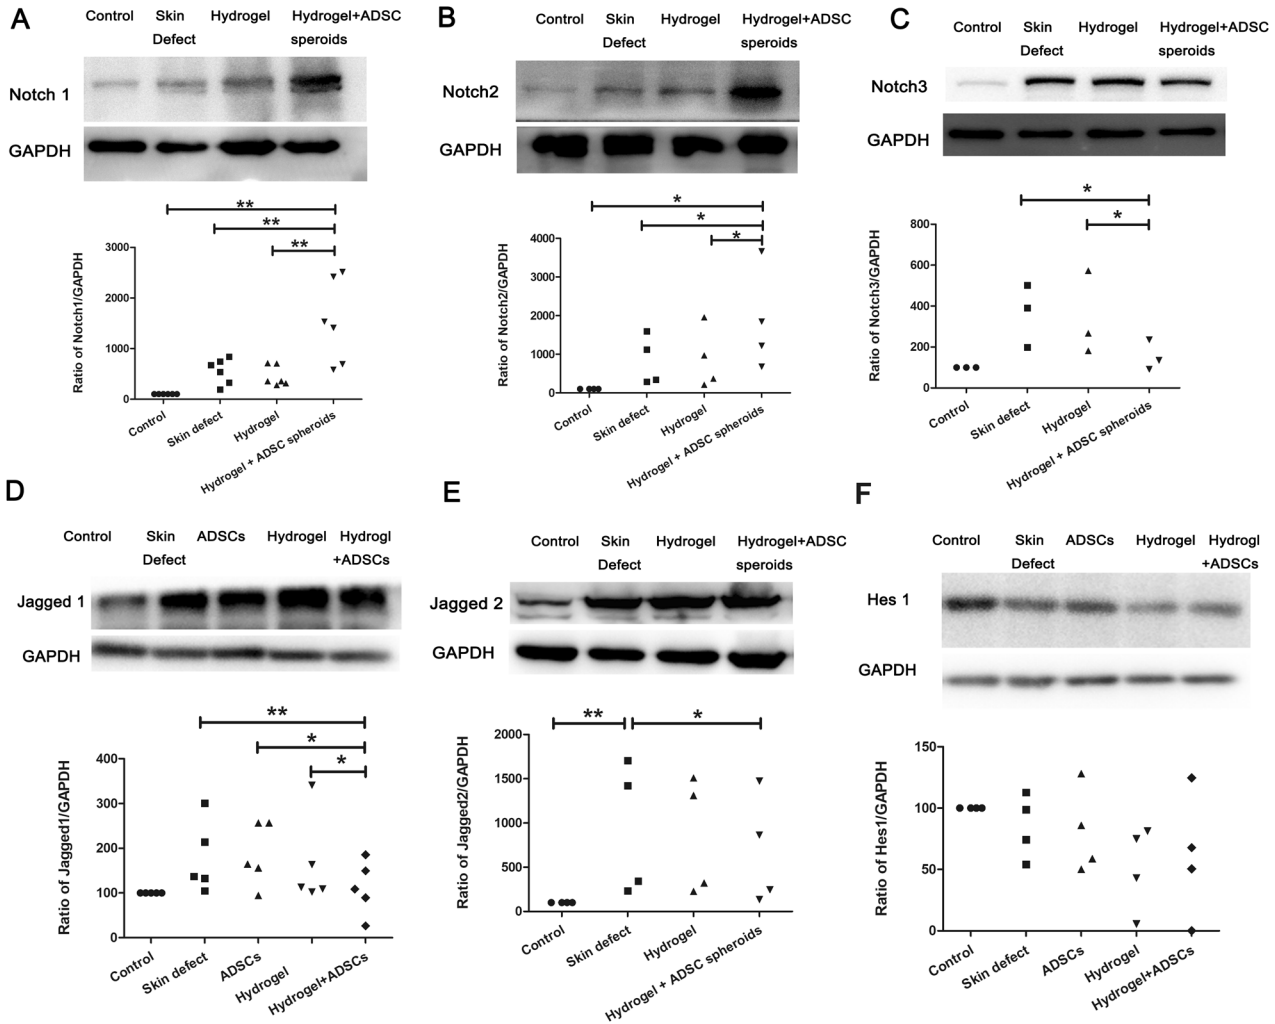 A
Control Skin Hydrogel Hydrogel+ADSC
Defect speroids
Notch 1
GAPDH
**
**
**
3000
2000
1000
0
Ratio of Notch1/GAPDH
Control
Skin defect
Hydrogel
Hydrogel + ADSC spheroids
B
Control Skin Hydrogel Hydrogel+ADSC
Defect speroids
Notch2
GAPDH
*
*
*
4000
3000
2000
1000
0
Ratio of Notch2/GAPDH
Control
Skin defect
Hydrogel
Hydrogel + ADSC spheroids
C
Control Skin Hydrogel Hydrogel+ADSC
Defect speroids
Notch3
GAPDH
*
*
800
600
400
200
0
Ratio of Notch3/GAPDH
Control
Skin defect
Hydrogel
Hydrogel + ADSC spheroids
D
Control Skin ADSCs Hydrogel Hydrogl
Defect +ADSCs
Jagged 1
GAPDH
**
*
*
400
300
200
100
0
Ratio of Jagged1/GAPDH
Control
Skin defect
ADSCs
Hydrogel
Hydrogel+ADSCs
E
Control Skin Hydrogel Hydrogel+ADSC
Defect speroids
Jagged 2
GAPDH
**
*
2000
1500
1000
500
0
Ratio of Jagged2/GAPDH
Control
Skin defect
Hydrogel
Hydrogel + ADSC spheroids
F
Control Skin ADSCs Hydrogel Hydrogl
Defect +ADSCs
Hes 1
GAPDH
150
100
50
0
Ratio of Hes1/GAPDH
Control
Skin defect
ADSCs
Hydrogel
Hydrogel+ADSCs